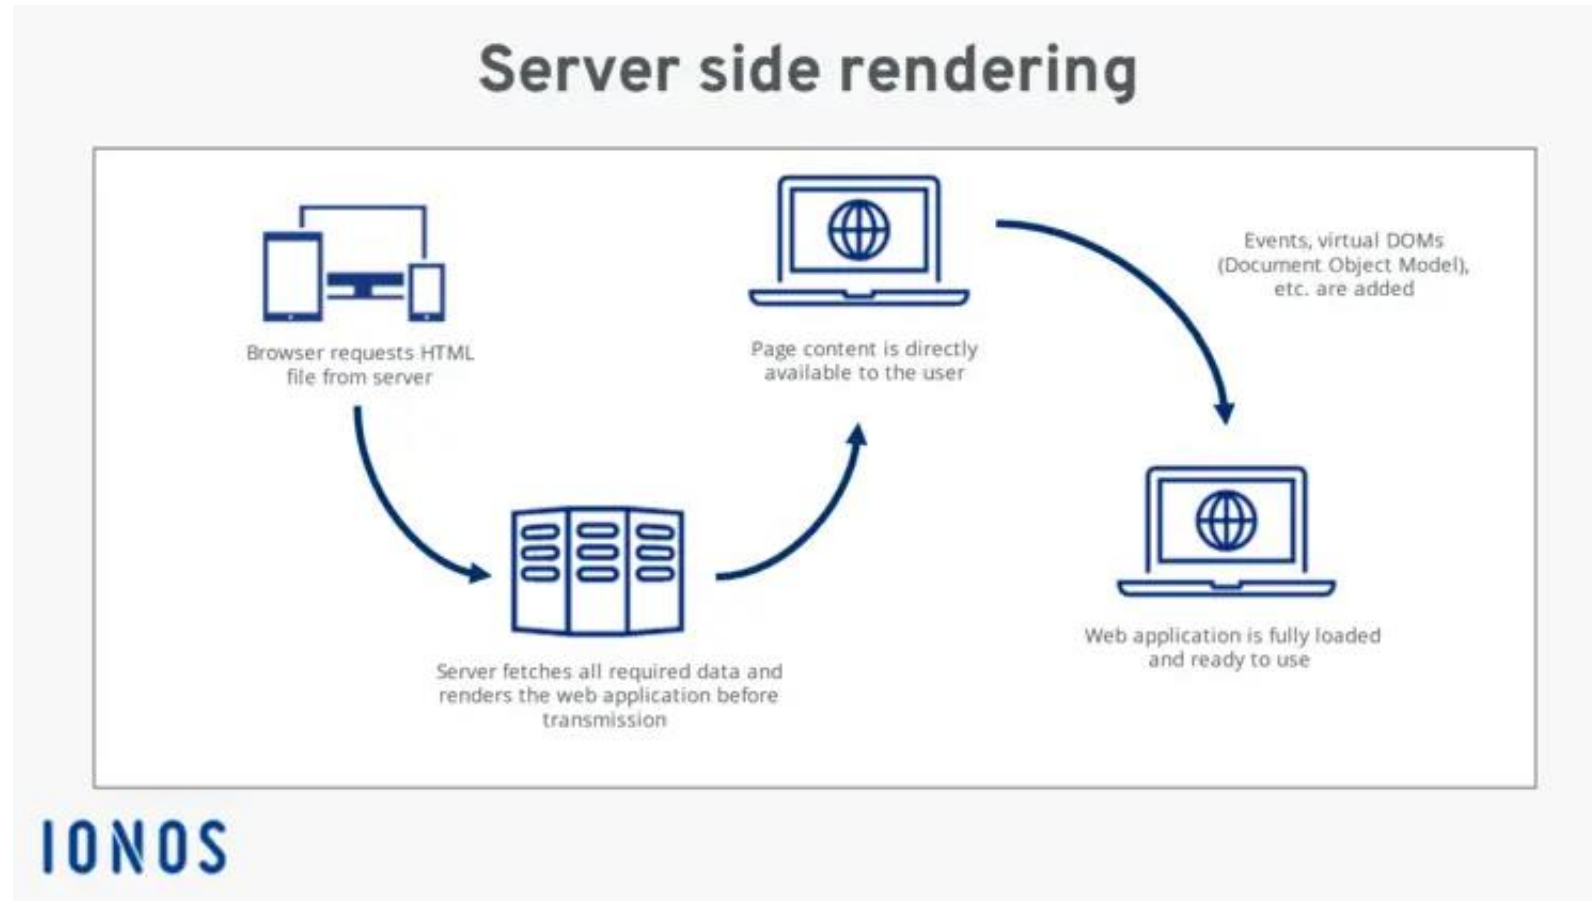 Server side rendering
Browser requests HTML
file from server
Server fetches all required data and
renders the web application before
transmission
Page content is directly
available to the user
Events, virtual DOMs
(Document Object Model),
etc. are added
Web application is fully loaded
and ready to use
IONOS